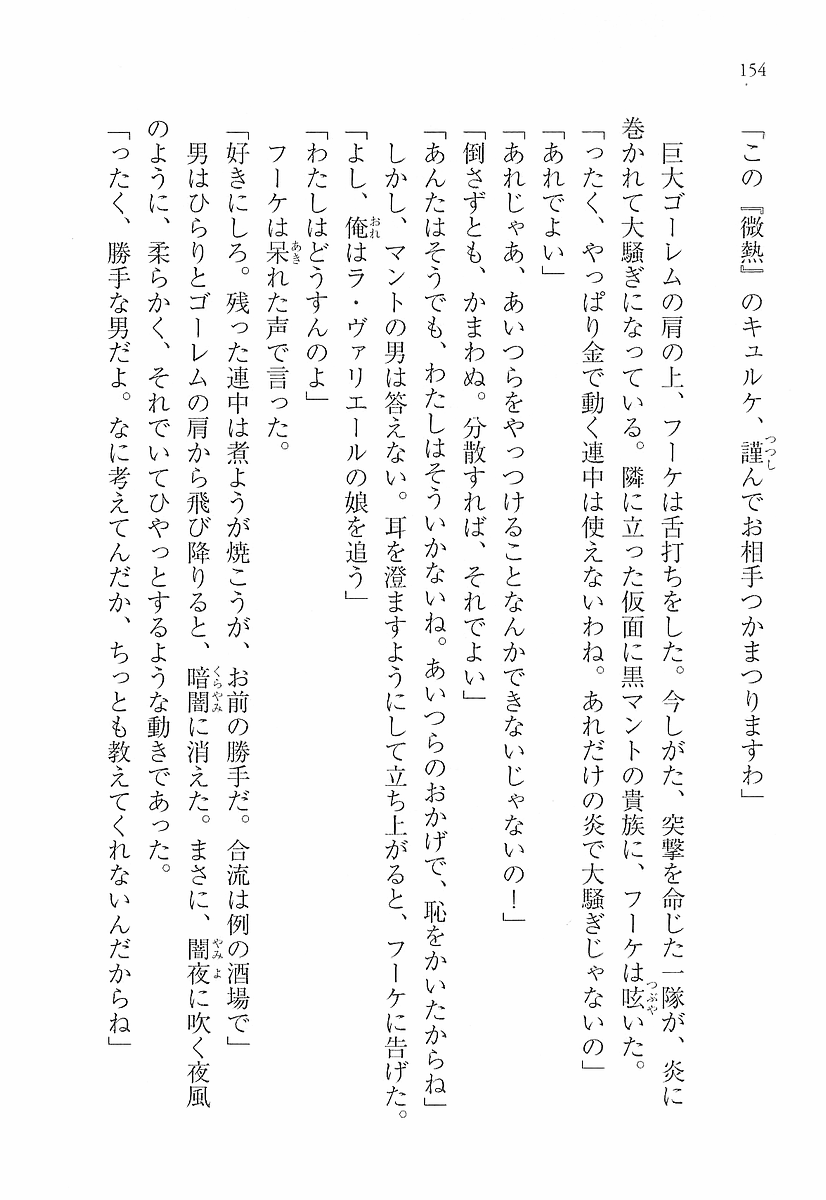 154
「この『微熱』のキュルケ、謹んでお相手つかまつりますわ」
巨大ゴーレムの肩の上、フーケは舌打ちをした。今しがた、突撃を命じた一隊が、炎に
巻かれて大騒ぎになっている。隣に立った仮面に黒マントの貴族に、フーケは呟いた。
「ったく、やっぱり金で動く連中は使えないわね。あれだけの炎で大騒ぎじゃないの」
「あれでよい」
「あれじゃあ、あいつらをやっつけることなんかできないじゃないの！」
「倒さずとも、かまわぬ。分散すれば、それでよい」
「あんたはそうでも、わたしはそういかないね。あいつらのおかげで、恥をかいたからね」
しかし、マントの男は答えない。耳を澄ますようにして立ち上がると、フーケに告げた。
「よし、俺はラ・ヴァリエールの娘を追う」
「わたしはどうすんのよ」
フーケは呆れた声で言った。
「好きにしろ。残った連中は煮ようが焼こうが、お前の勝手だ。合流は例の酒場で」
男はひらりとゴーレムの肩から飛び降りると、暗闇に消えた。まさに、闇夜に吹く夜風
のように、柔らかく、それでいてひやっとするような動きであった。
「ったく、勝手な男だよ。なに考えてんだか、ちっとも教えてくれないんだからね」